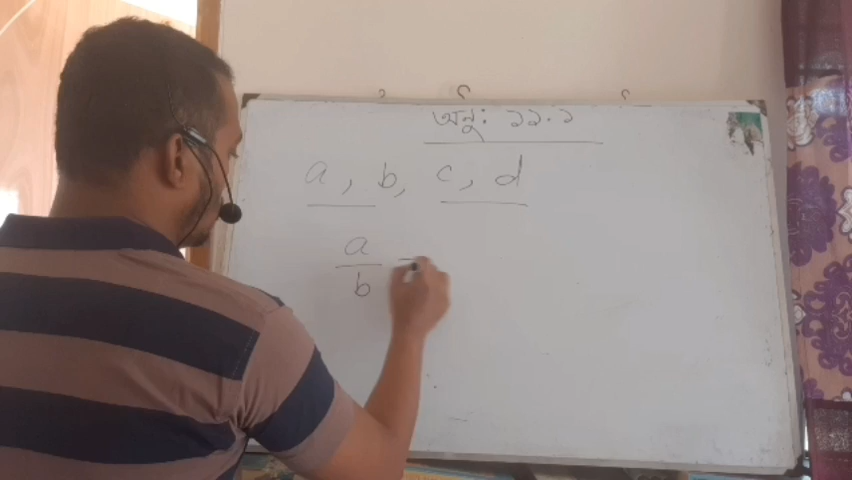 অনু: ১১.১
a, b, c, d
a/b =